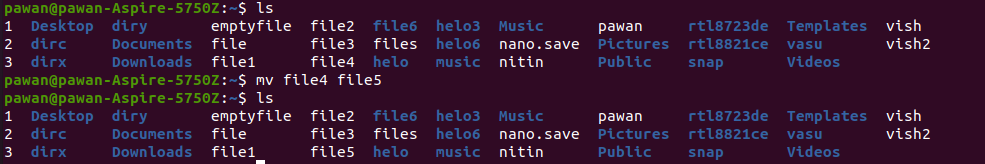 pawan@pawan-Aspire-5750Z:~$ ls
1 Desktop diry emptyfile file2 file6 helo3 Music pawan rtl8723de Templates vish
2 dirc Documents file file3 files helo6 nano.save Pictures rtl8821ce vasu vish2
3 dirx Downloads file1 file4 helo music nitin Public snap Videos
pawan@pawan-Aspire-5750Z:~$ mv file4 file5
pawan@pawan-Aspire-5750Z:~$ ls
1 Desktop diry emptyfile file2 file6 helo3 Music pawan rtl8723de Templates vish
2 dirc Documents file file3 files helo6 nano.save Pictures rtl8821ce vasu vish2
3 dirx Downloads file1 file5 helo music nitin Public snap Videos